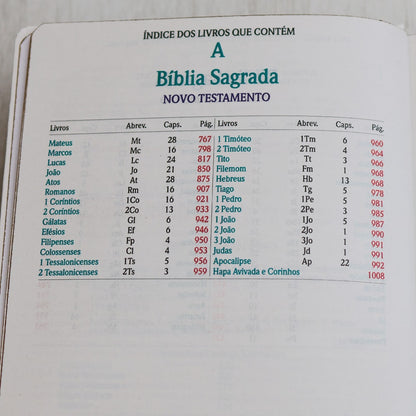 ÍNDICE DOS LIVROS QUE CONTÉM
A
Bíblia Sagrada
NOVO TESTAMENTO
Livros Abrev. Caps. Pág.
Mateus Mt 28 767
Marcos Mc 16 798
Lucas Lc 24 817
João Jo 21 850
Atos At 28 875
Romanos Rm 16 907
1 Coríntios 1Co 16 921
2 Coríntios 2Co 13 933
Gálatas Gl 6 942
Efésios Ef 6 946
Filipenses Fp 4 950
Colossenses Cl 4 953
1 Tessalonicenses 1Ts 5 956
2 Tessalonicenses 2Ts 3 959
Livros Abrev. Caps. Pág.
1 Timóteo 1Tm 6 960
2 Timóteo 2Tm 4 964
Tito Tt 3 966
Filemom Fm 1 968
Hebreus Hb 13 968
Tiago Tg 5 978
1 Pedro 1Pe 5 981
2 Pedro 2Pe 3 985
1 João 1Jo 5 987
2 João 2Jo 1 990
3 João 3Jo 1 991
Judas Jd 1 991
Apocalipse Ap 22 992
Hapa Avivada e Corinhos 1008